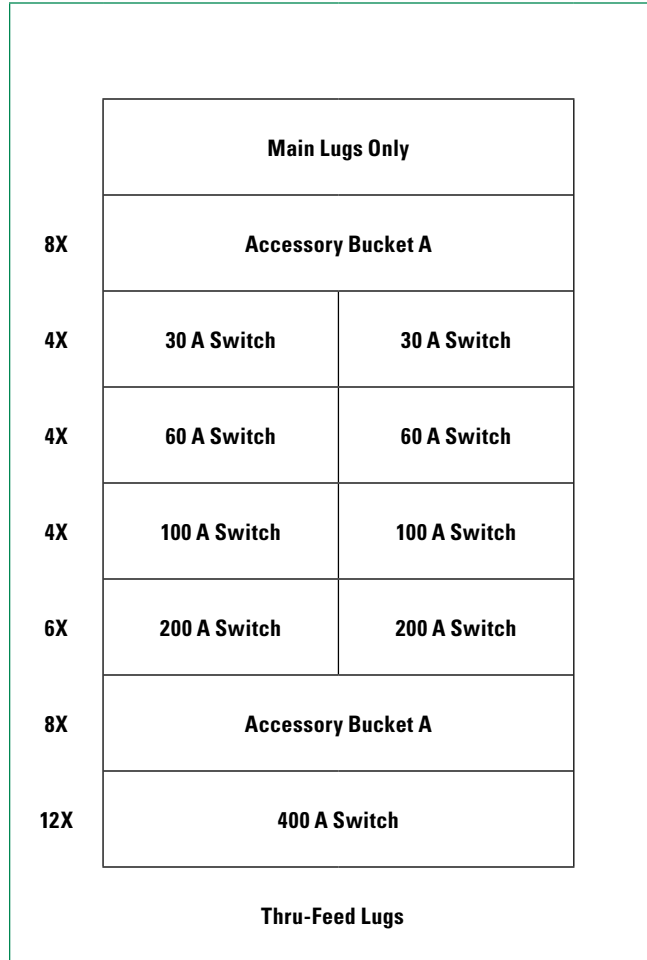 Main Lugs Only
8X Accessory Bucket A
4X 30 A Switch 30 A Switch
4X 60 A Switch 60 A Switch
4X 100 A Switch 100 A Switch
6X 200 A Switch 200 A Switch
8X Accessory Bucket A
12X 400 A Switch
Thru-Feed Lugs